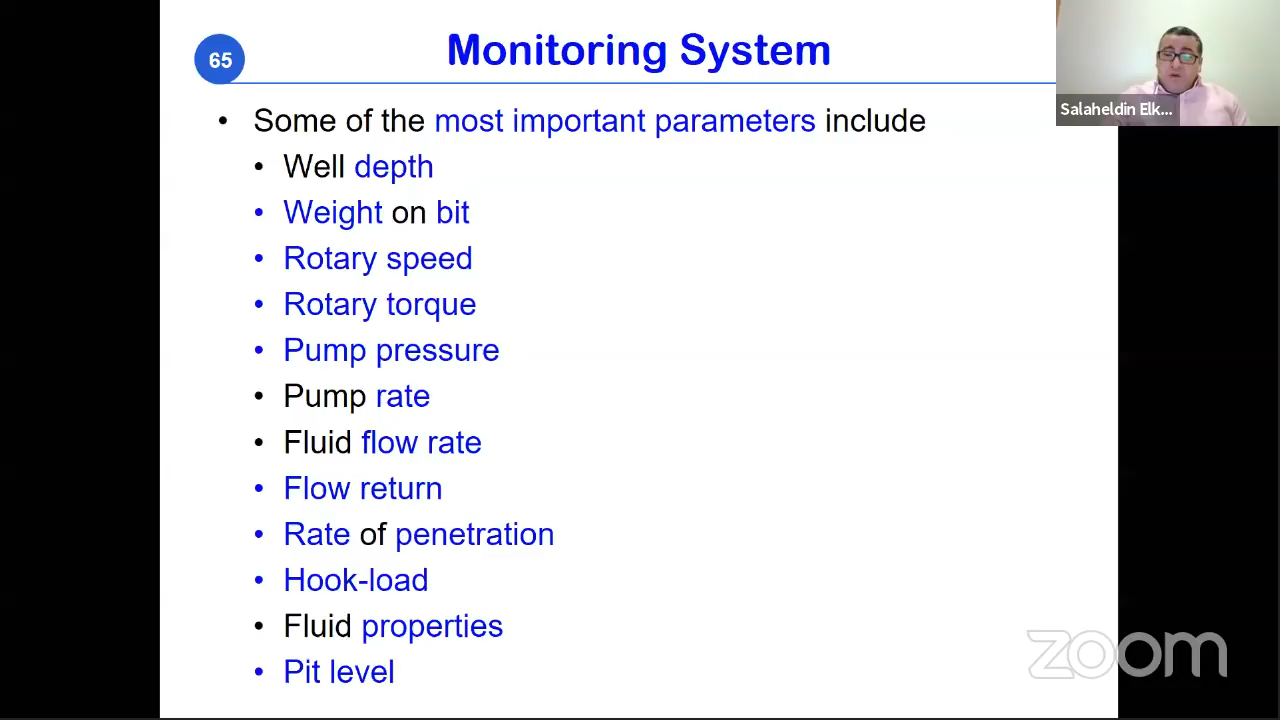 65
Monitoring System
Salaheldin Elk...
• Some of the most important parameters include
• Well depth
• Weight on bit
• Rotary speed
• Rotary torque
• Pump pressure
• Pump rate
• Fluid flow rate
• Flow return
• Rate of penetration
• Hook-load
• Fluid properties
• Pit level
zoom